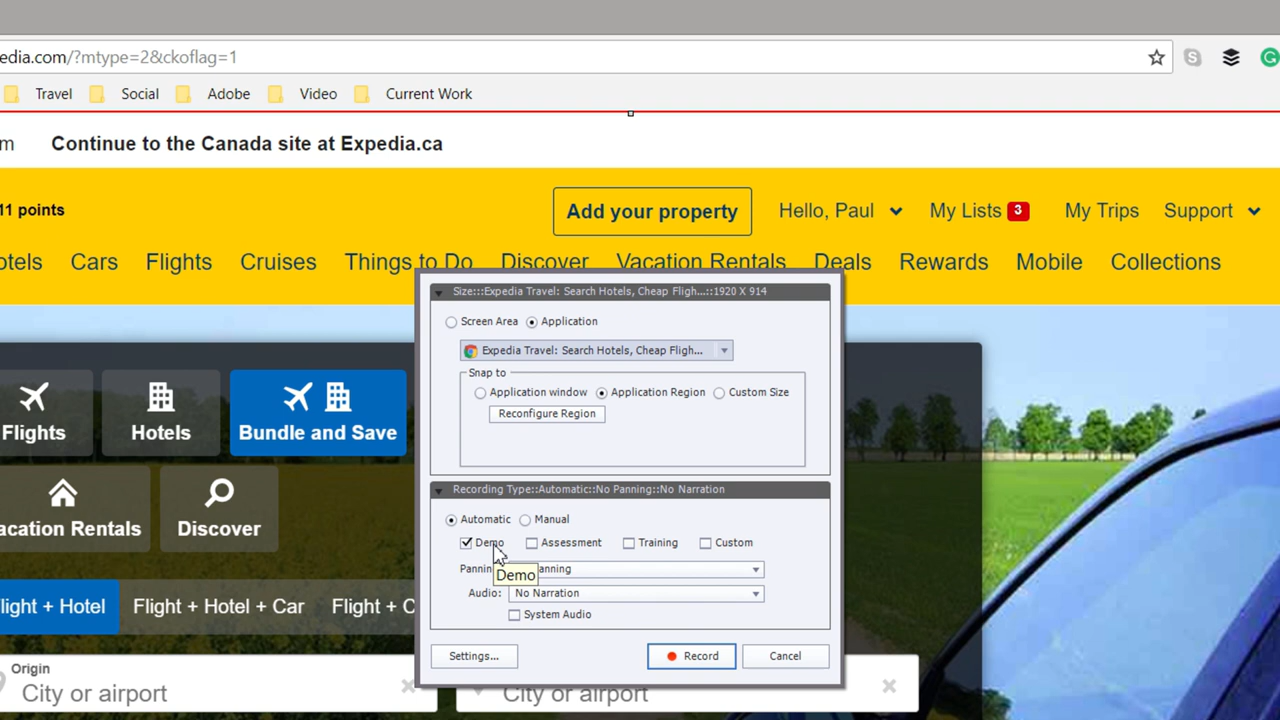 edia.com/?mtype=2&ckoflag=1
Travel Social Adobe Video Current Work
m Continue to the Canada site at Expedia.ca
11 points Add your property Hello, Paul My Lists 3 My Trips Support
otels Cars Flights Cruises Things to Do Discover Vacation Rentals Deals Rewards Mobile Collections
Size:::Expedia Travel: Search Hotels, Cheap Fligh...::1920 X 914
Screen Area Application
Expedia Travel: Search Hotels, Cheap Fligh...
Snap to
Application window Application Region Custom Size
Reconfigure Region
Flights Hotels Bundle and Save
Recording Type::Automatic::No Panning::No Narration
Automatic Manual
acation Rentals Discover
Demo Assessment Training Custom
Pannin anning
Demo
Audio: No Narration
System Audio
light + Hotel Flight + Hotel + Car Flight + C
Settings... Record Cancel
Origin
City or airport City or airport